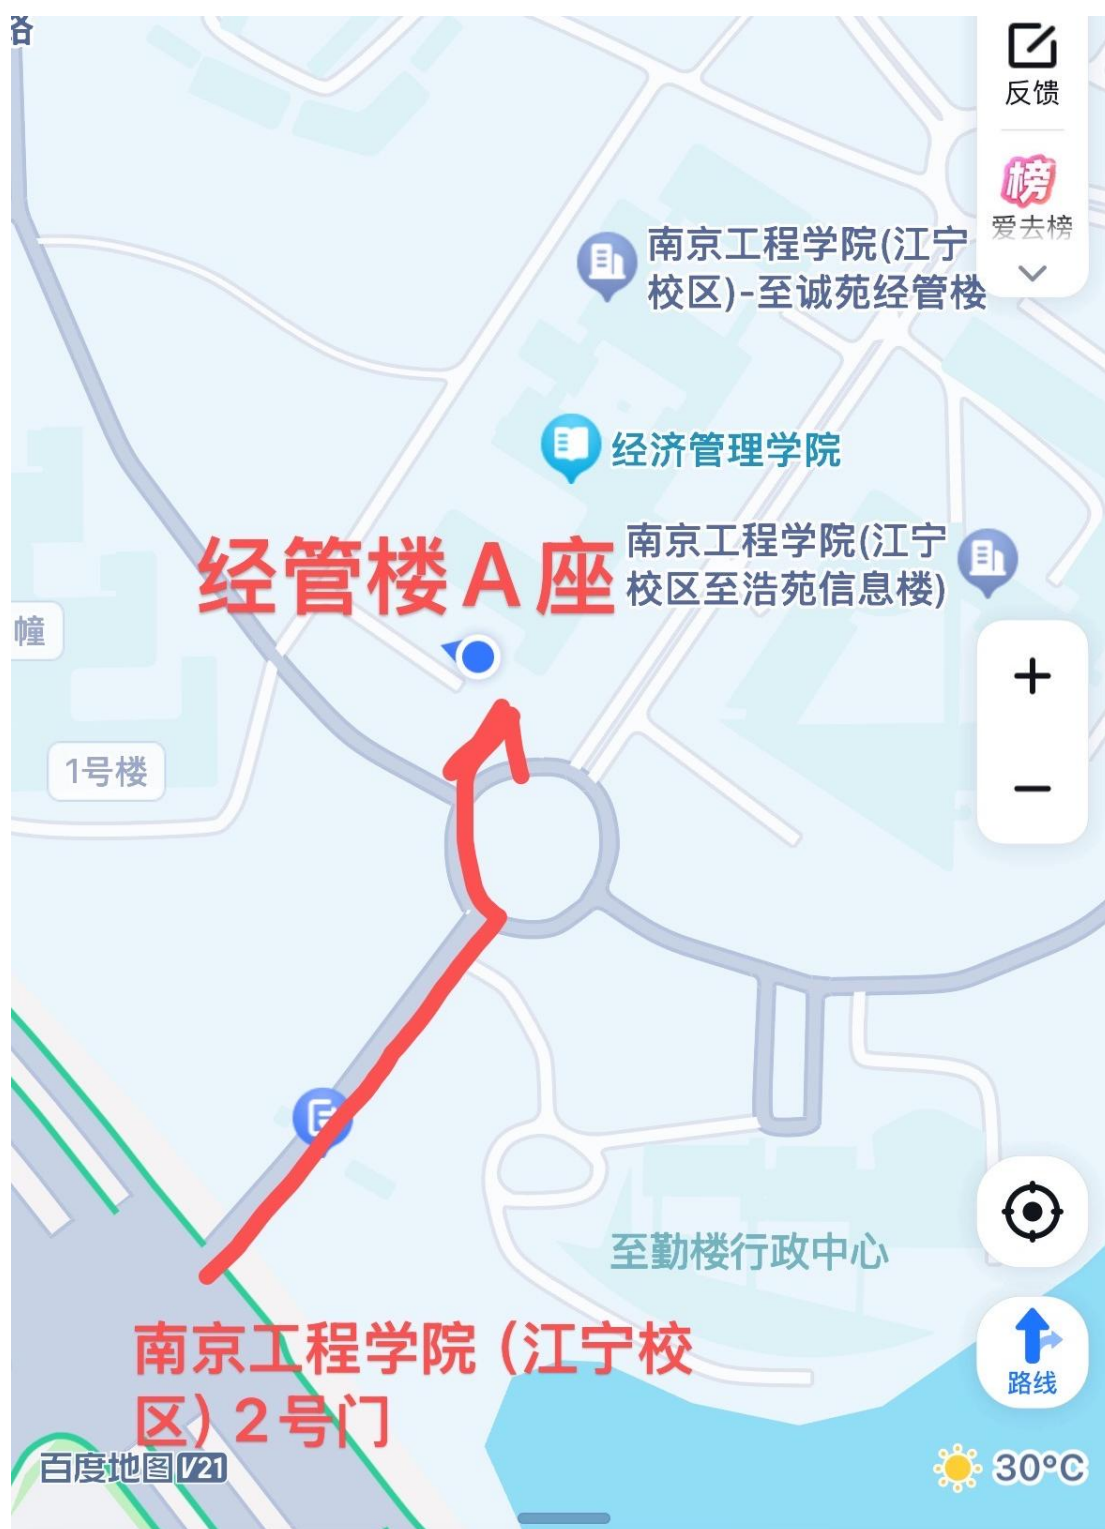 路
反馈
榜
爱去榜
南京工程学院(江宁
校区)-至诚苑经管楼
经济管理学院
南京工程学院(江宁
校区至浩苑信息楼)
经管楼A座
幢
1号楼
至勤楼行政中心
路线
南京工程学院(江宁校
区)2号门
百度地图V21
30°C